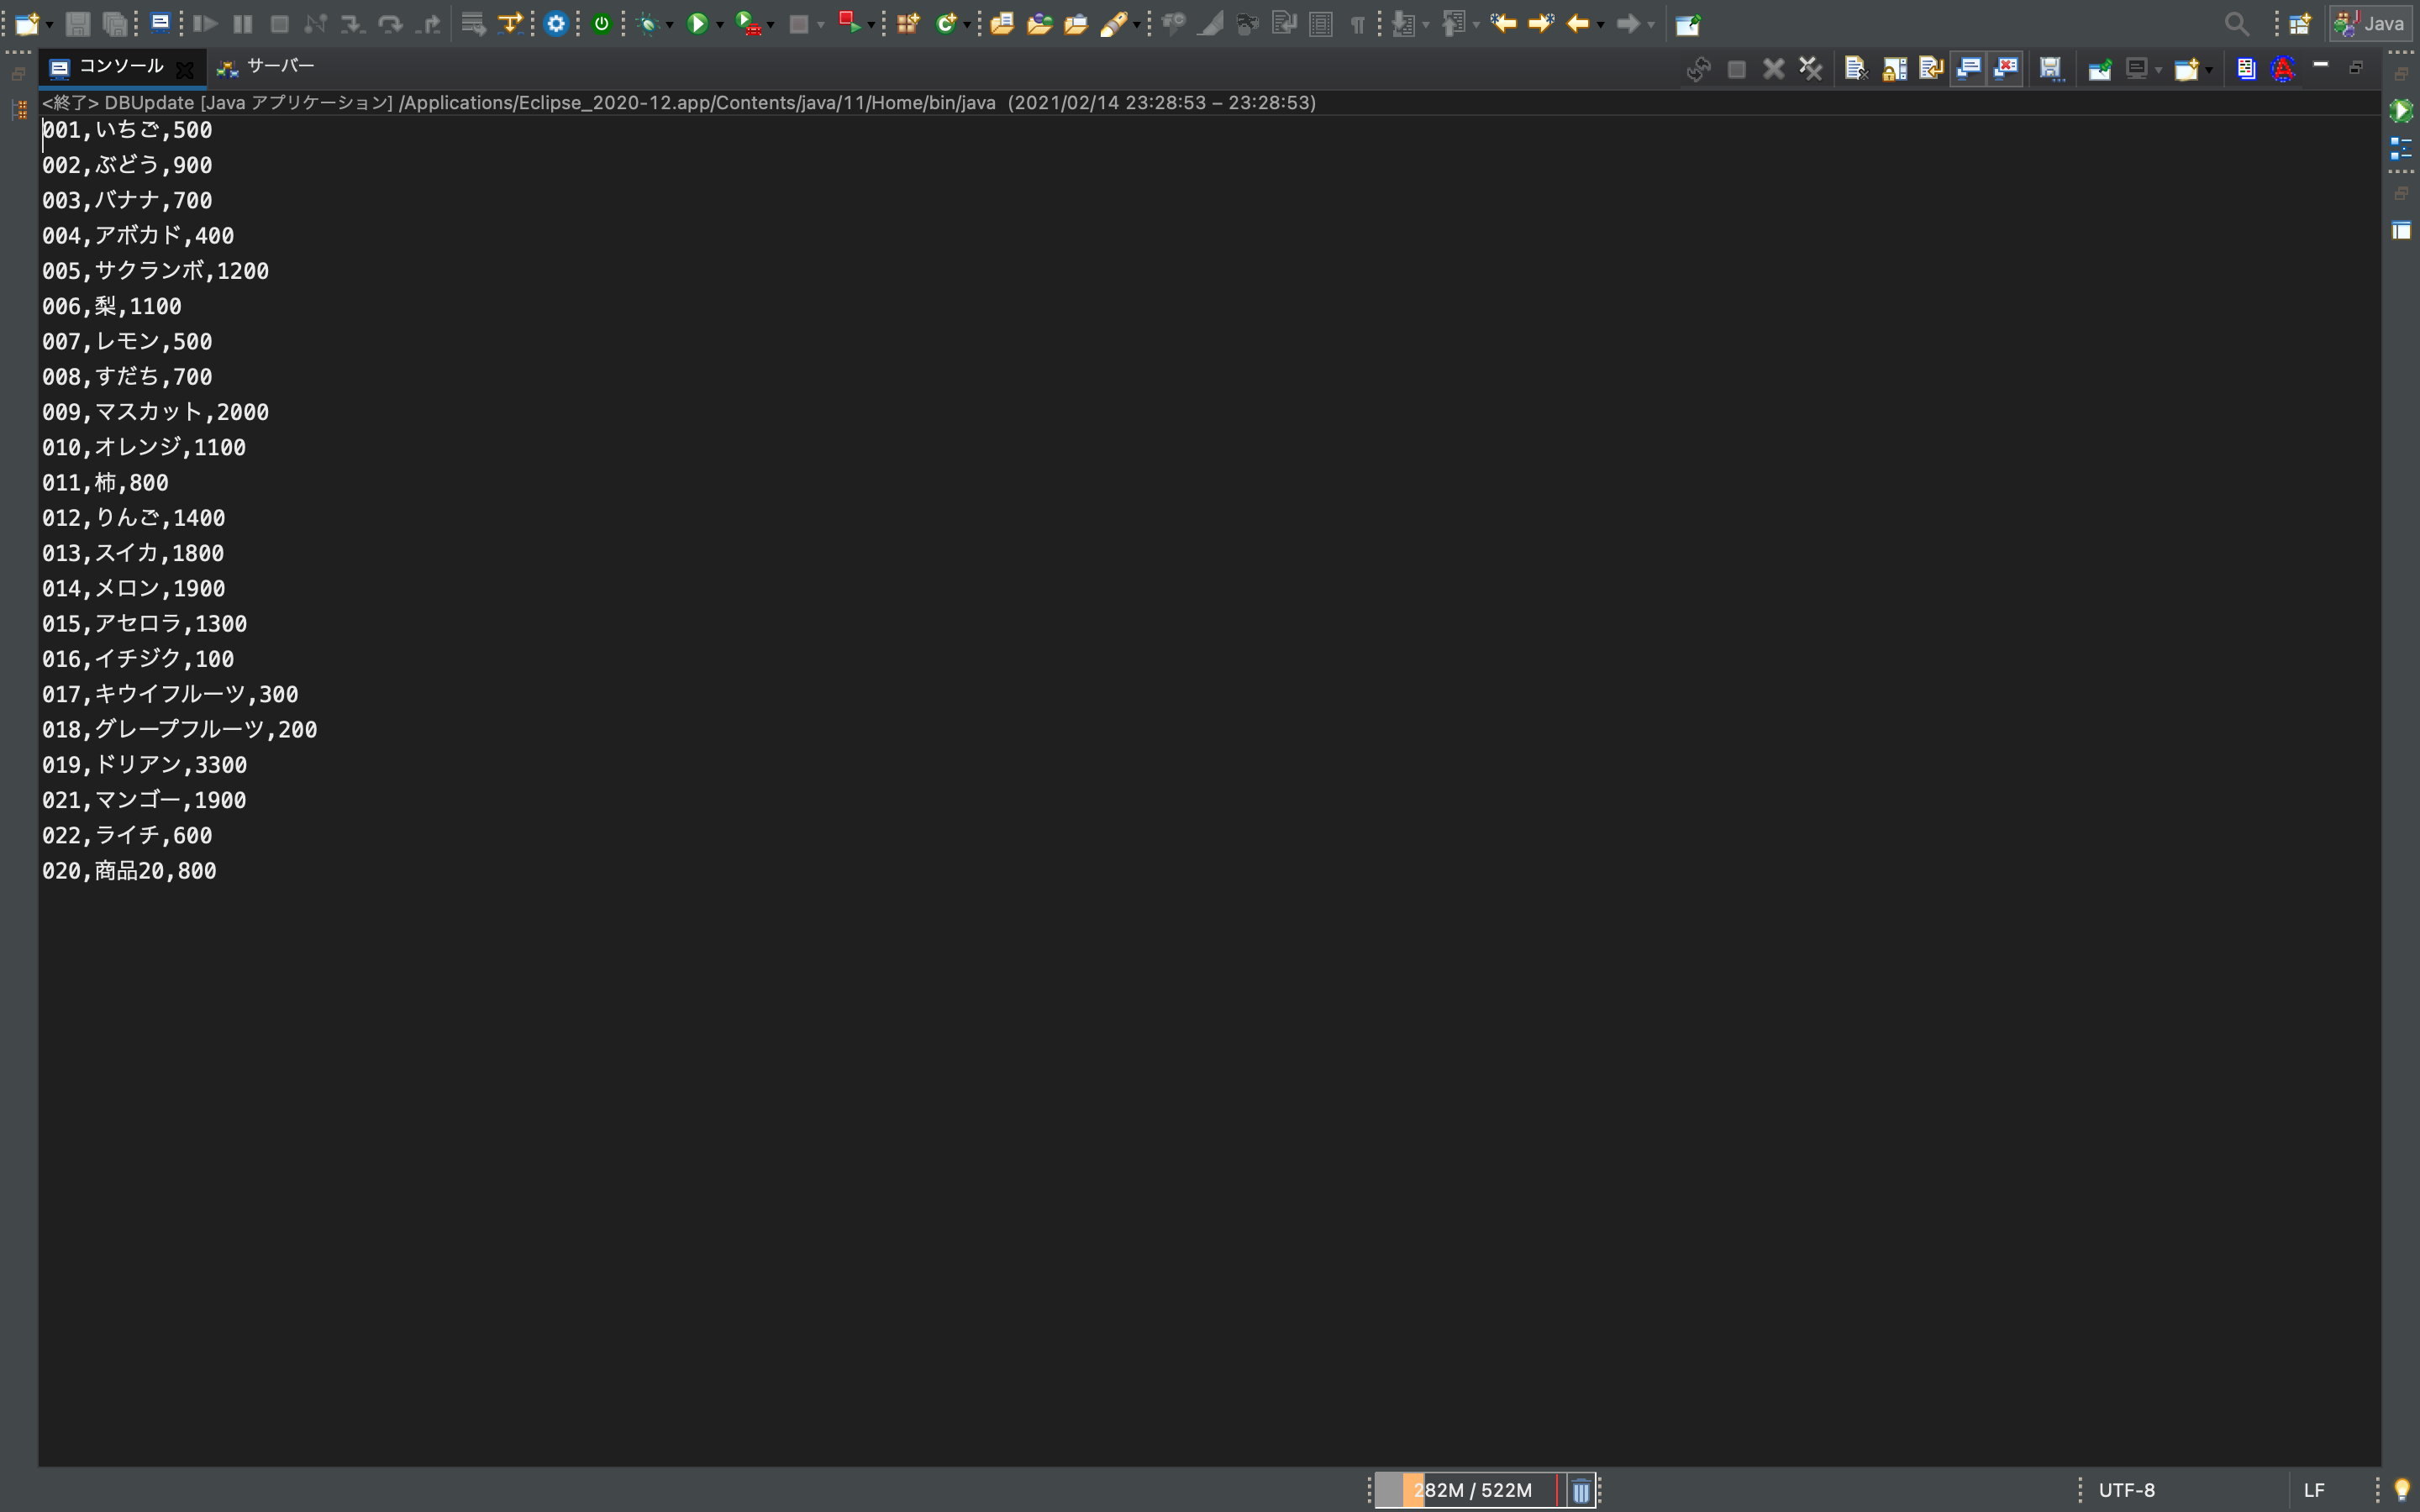 Java
コンソール
サーバー
<終了> DBUpdate [Java アプリケーション] /Applications/Eclipse_2020-12.app/Contents/java/11/Home/bin/java  (2021/02/14 23:28:53 – 23:28:53)
001,いちご,500
002,ぶどう,900
003,バナナ,700
004,アボカド,400
005,サクランボ,1200
006,梨,1100
007,レモン,500
008,すだち,700
009,マスカット,2000
010,オレンジ,1100
011,柿,800
012,りんご,1400
013,スイカ,1800
014,メロン,1900
015,アセロラ,1300
016,イチジク,100
017,キウイフルーツ,300
018,グレープフルーツ,200
019,ドリアン,3300
021,マンゴー,1900
022,ライチ,600
020,商品20,800
282M / 522M
UTF-8
LF